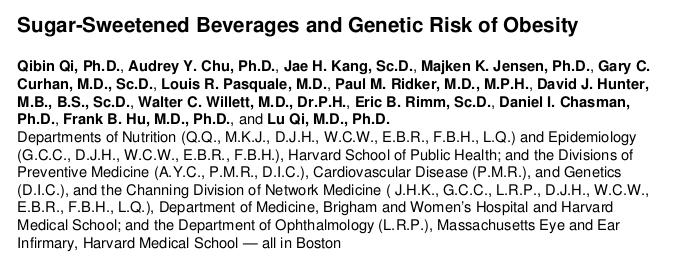 Sugar-Sweetened Beverages and Genetic Risk of Obesity
Qibin Qi, Ph.D., Audrey Y. Chu, Ph.D., Jae H. Kang, Sc.D., Majken K. Jensen, Ph.D., Gary C.
Curhan, M.D., Sc.D., Louis R. Pasquale, M.D., Paul M. Ridker, M.D., M.P.H., David J. Hunter,
M.B., B.S., Sc.D., Walter C. Willett, M.D., Dr.P.H., Eric B. Rimm, Sc.D., Daniel I. Chasman,
Ph.D., Frank B. Hu, M.D., Ph.D., and Lu Qi, M.D., Ph.D.
Departments of Nutrition (Q.Q., M.K.J., D.J.H., W.C.W., E.B.R., F.B.H., L.Q.) and Epidemiology
(G.C.C., D.J.H., W.C.W., E.B.R., F.B.H.), Harvard School of Public Health; and the Divisions of
Preventive Medicine (A.Y.C., P.M.R., D.I.C.), Cardiovascular Disease (P.M.R.), and Genetics
(D.I.C.), and the Channing Division of Network Medicine ( J.H.K., G.C.C., L.R.P., D.J.H., W.C.W.,
E.B.R., F.B.H., L.Q.), Department of Medicine, Brigham and Women's Hospital and Harvard
Medical School; and the Department of Ophthalmology (L.R.P.), Massachusetts Eye and Ear
Infirmary, Harvard Medical School — all in Boston